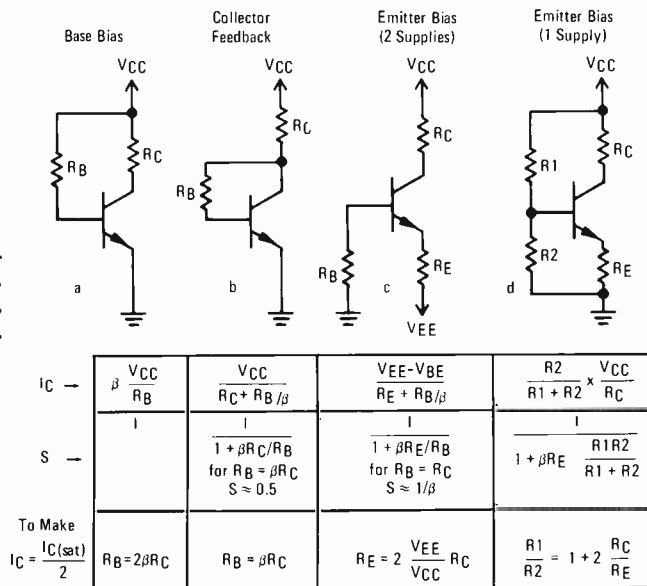 Base Bias
Collector
Feedback
Emitter Bias
(2 Supplies)
Emitter Bias
(1 Supply)
VCC
VCC
VCC
VCC
RB
RC
a
RC
RB
b
RC
RB
RE
c
VEE
R1
RC
R2
RE
d
IC → β VCC/RB
VCC/(RC + RB/β)
(VEE-VBE)/(RE + RB/β)
R2/(R1 + R2) x VCC/RC
S → 1
1/(1 + βRC/RB)
for RB = βRC
S ≈ 0.5
1/(1 + βRE/RB)
for RB = RC
S ≈ 1/β
1/(1 + βRE R1R2/(R1 + R2))
To Make
IC = IC(sat)/2
RB=2βRC
RB = βRC
RE = 2 VEE/VCC RC
R1/R2 = 1 + 2 RC/RE